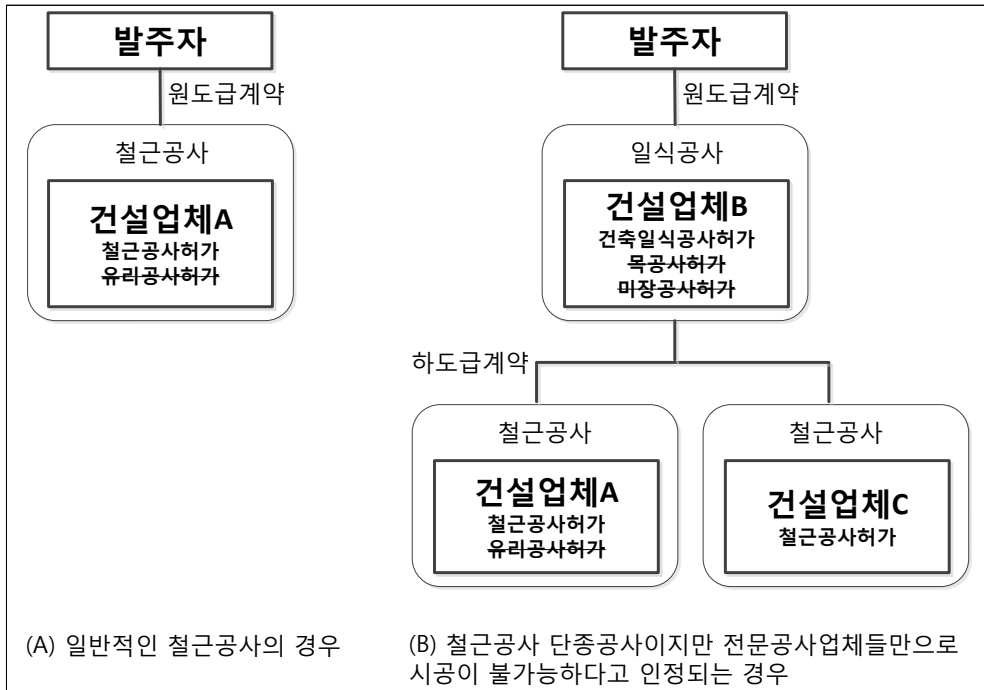 발주자
원도급계약
철근공사
건설업체A
철근공사허가
유리공사허가
(A) 일반적인 철근공사의 경우
발주자
원도급계약
일식공사
건설업체B
건축일식공사허가
목공사허가
미장공사허가
하도급계약
철근공사
건설업체A
철근공사허가
유리공사허가
철근공사
건설업체C
철근공사허가
(B) 철근공사 단종공사이지만 전문공사업체들만으로
시공이 불가능하다고 인정되는 경우